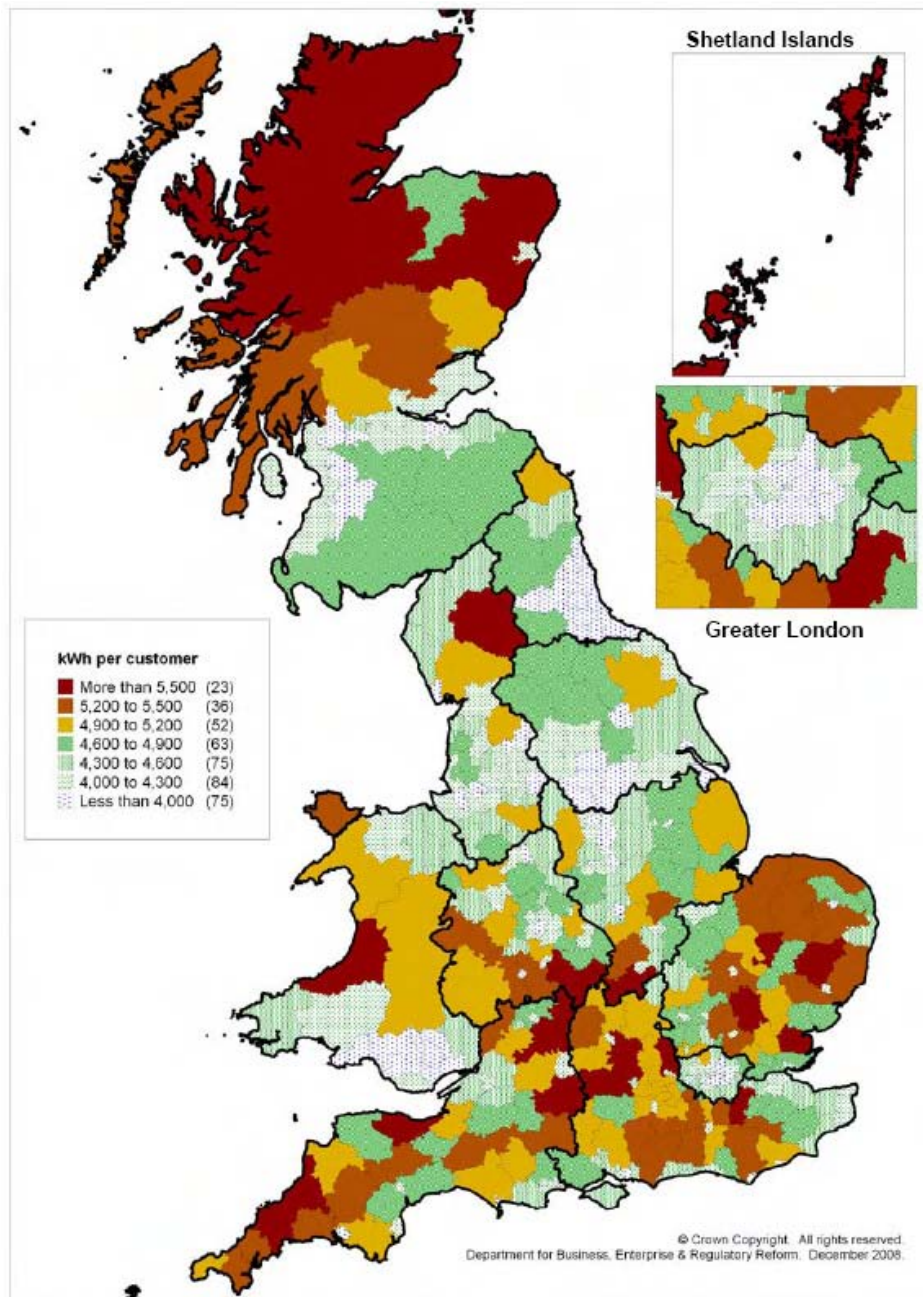 Shetland Islands
Greater London
kWh per customer
More than 5,500 (23)
5,200 to 5,500 (36)
4,900 to 5,200 (52)
4,600 to 4,900 (63)
4,300 to 4,600 (75)
4,000 to 4,300 (84)
Less than 4,000 (75)
© Crown Copyright. All rights reserved.
Department for Business, Enterprise & Regulatory Reform. December 2008.